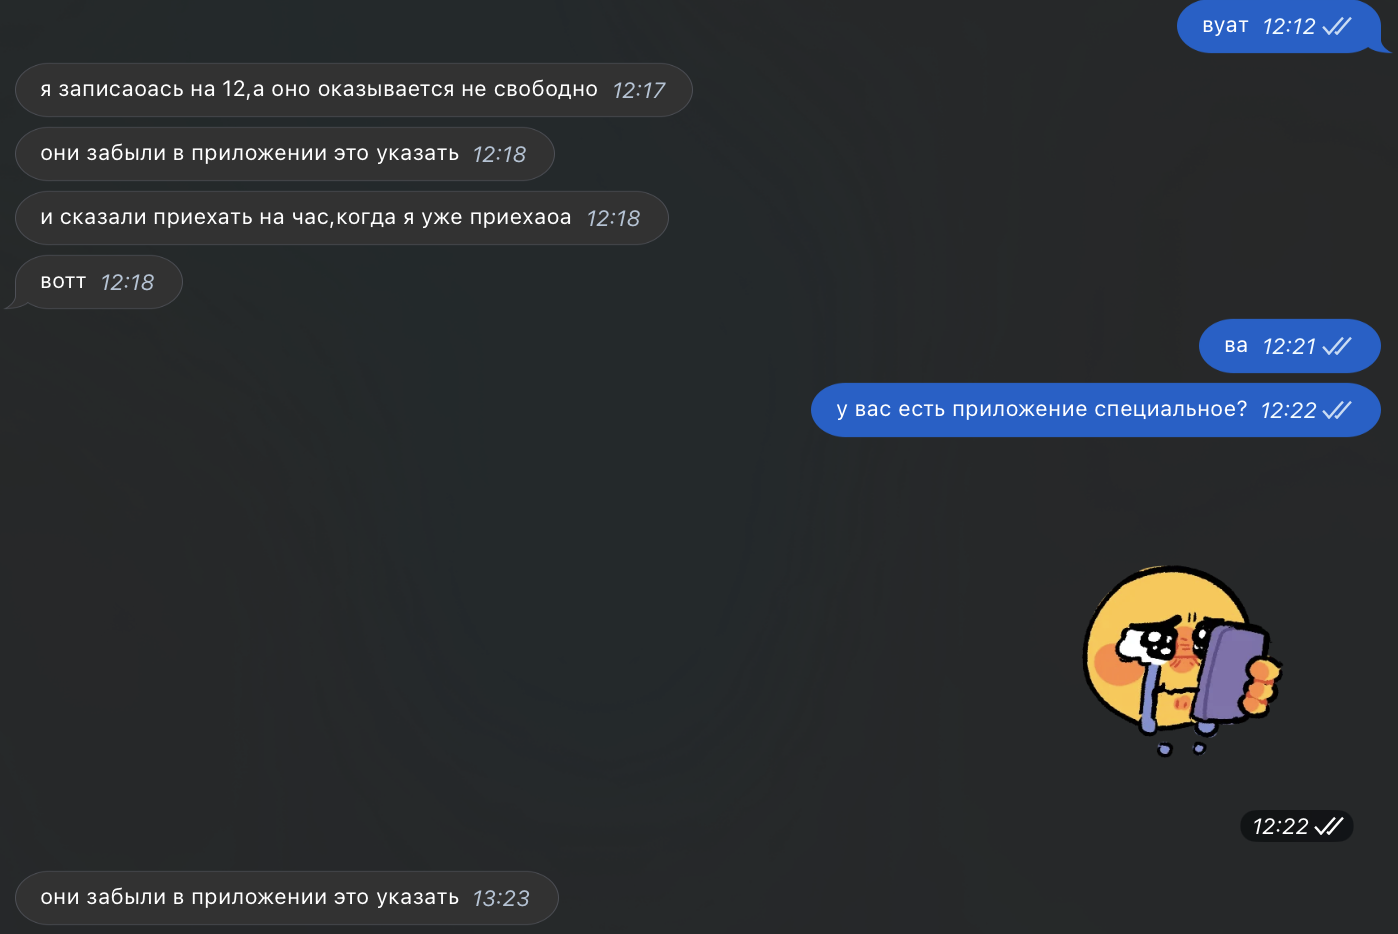 вуат 12:12
я записаоась на 12,а оно оказывается не свободно 12:17
они забыли в приложении это указать 12:18
и сказали приехать на час,когда я уже приехаоа 12:18
вотт 12:18
ва 12:21
у вас есть приложение специальное? 12:22
12:22
они забыли в приложении это указать 13:23